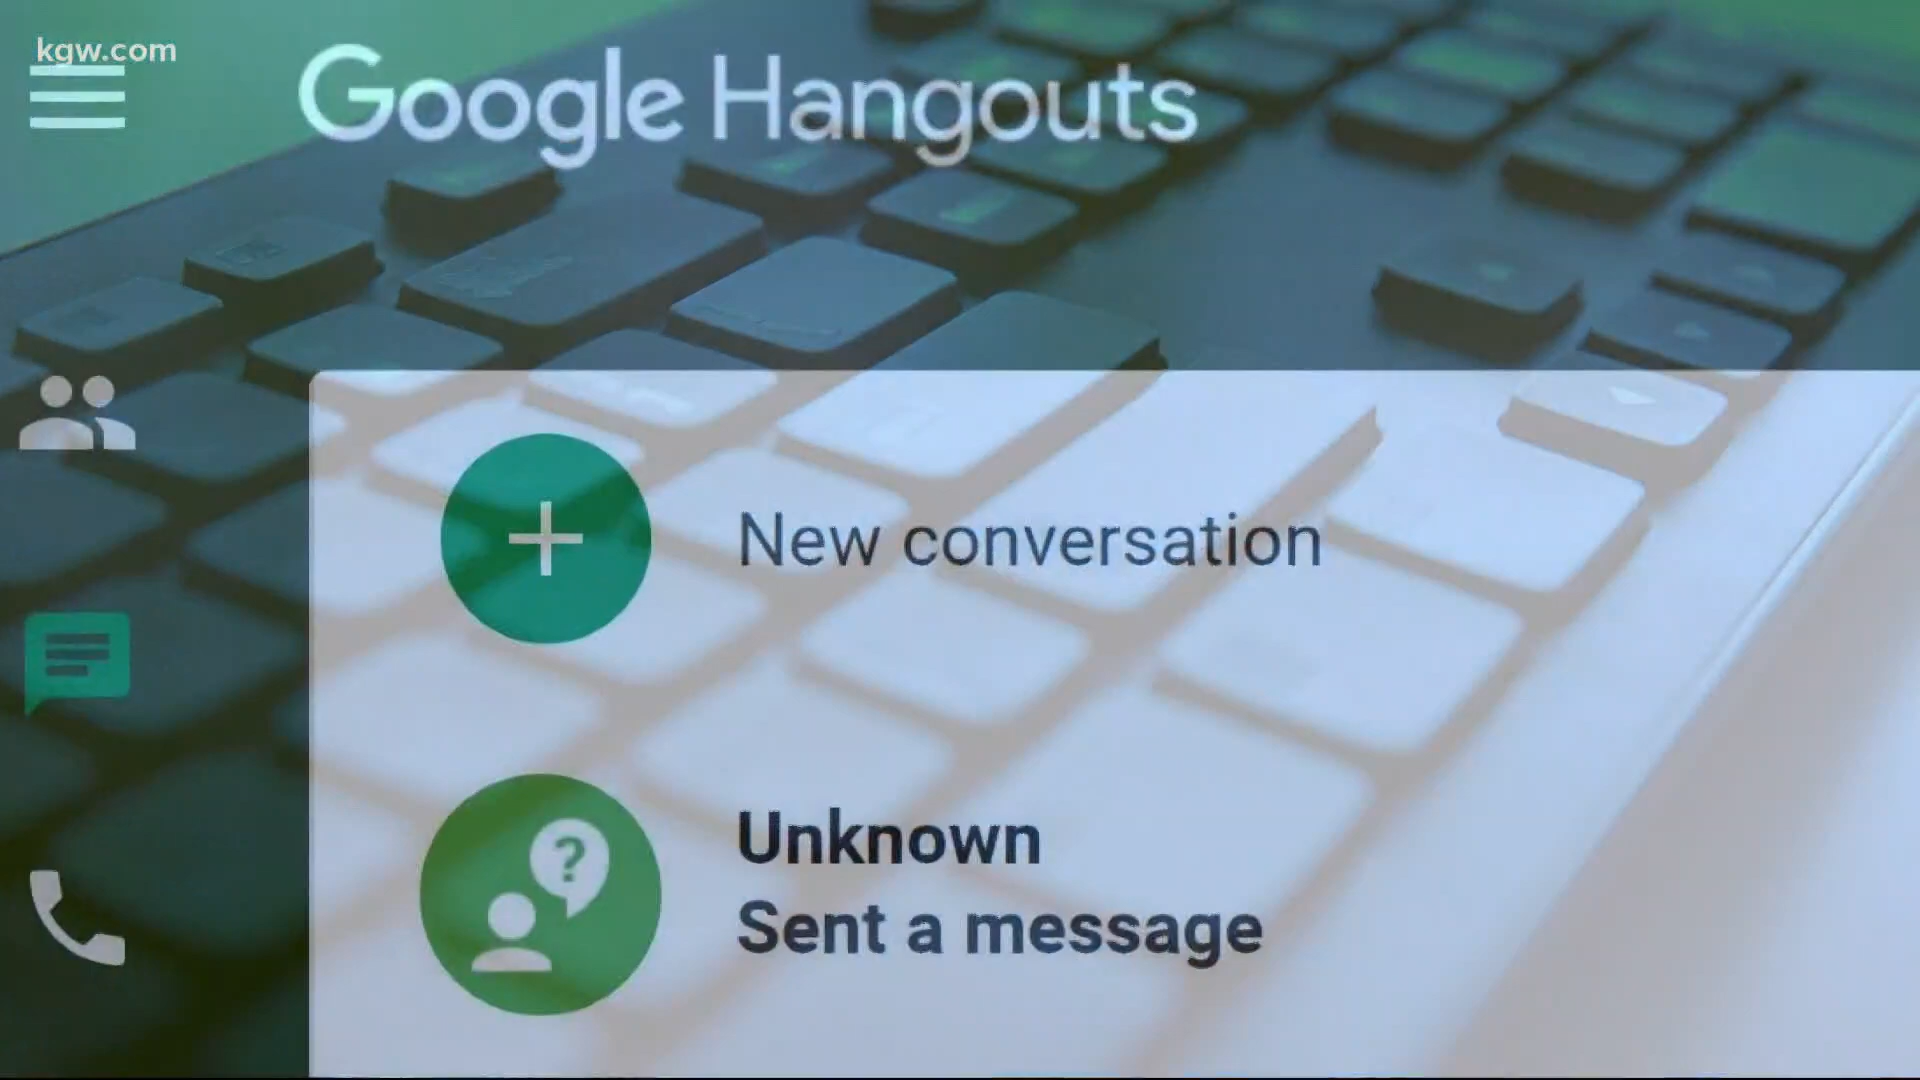 kgw.com
Google Hangouts
New conversation
?
Unknown
Sent a message